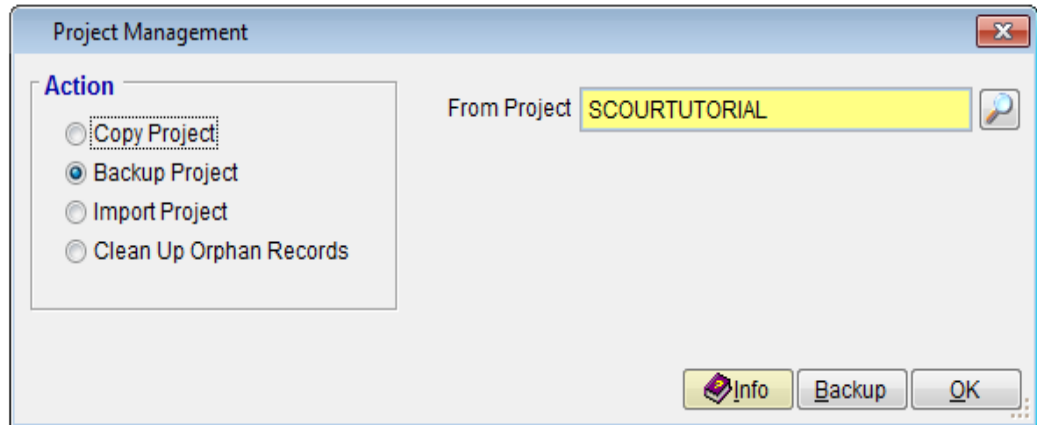 Project Management
Action
Copy Project
Backup Project
Import Project
Clean Up Orphan Records
From Project SCOURTUTORIAL
Info Backup OK